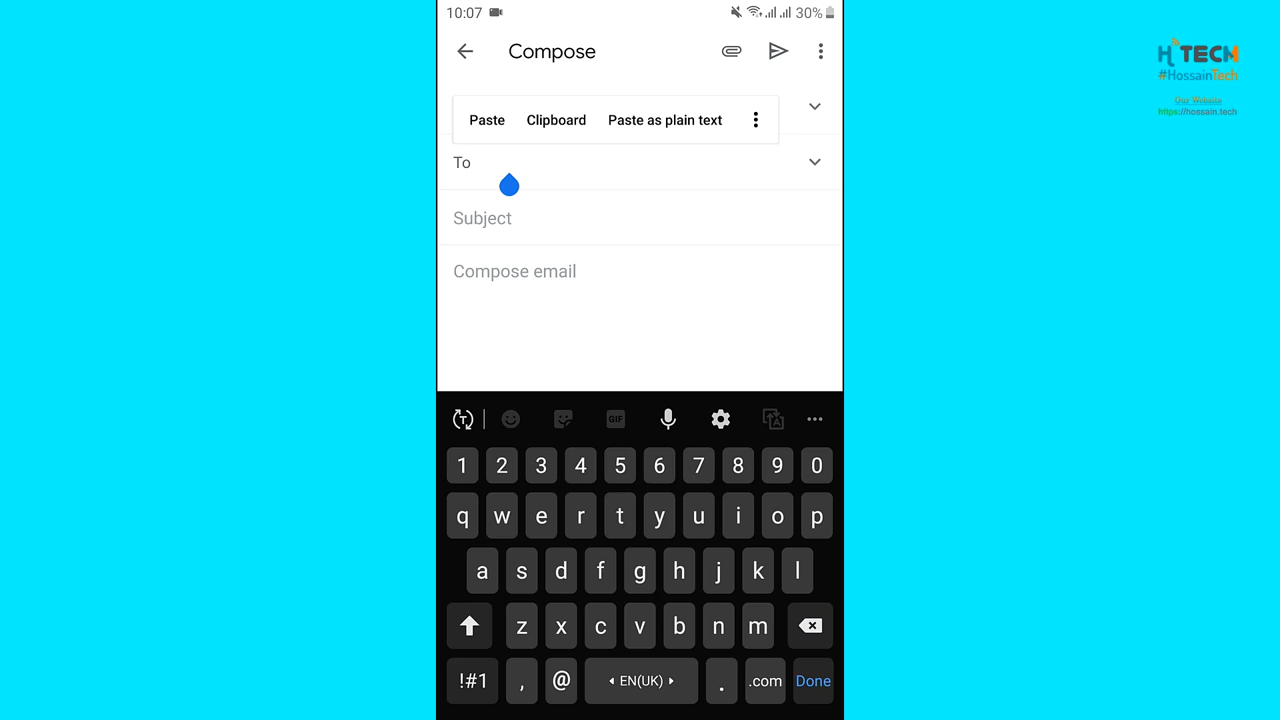 10:07
30%
Compose
Paste Clipboard Paste as plain text
To
Subject
Compose email
T GIF A
1 2 3 4 5 6 7 8 9 0
q w e r t y u i o p
a s d f g h j k l
z x c v b n m
!#1 , @ EN(UK) . .com Done
H TECH
#HossainTech
Our Website
https://hossain.tech